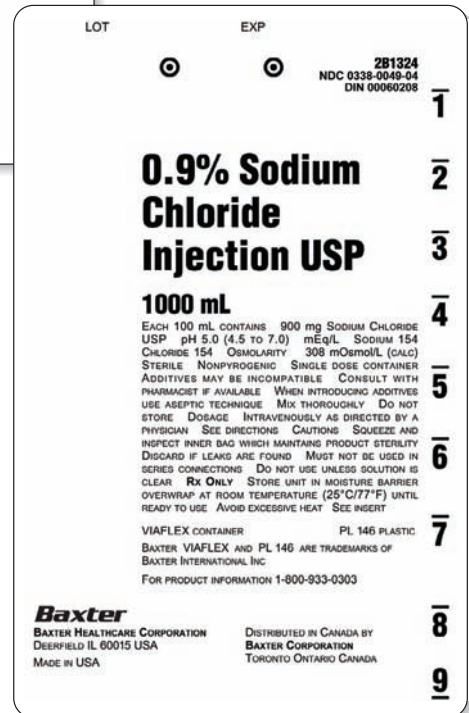 LOT EXP
2B1324
NDC 0338-0049-04
DIN 00060208
1
2
3
4
5
6
7
8
9
0.9% Sodium
Chloride
Injection USP
1000 mL
EACH 100 mL CONTAINS 900 mg SODIUM CHLORIDE
USP pH 5.0 (4.5 TO 7.0) mEq/L SODIUM 154
CHLORIDE 154 OSMOLARITY 308 mOsmol/L (CALC)
STERILE NONPYROGENIC SINGLE DOSE CONTAINER
ADDITIVES MAY BE INCOMPATIBLE CONSULT WITH
PHARMACIST IF AVAILABLE WHEN INTRODUCING ADDITIVES
USE ASEPTIC TECHNIQUE MIX THOROUGHLY DO NOT
STORE DOSAGE INTRAVENOUSLY AS DIRECTED BY A
PHYSICIAN SEE DIRECTIONS CAUTIONS SQUEEZE AND
INSPECT INNER BAG WHICH MAINTAINS PRODUCT STERILITY
DISCARD IF LEAKS ARE FOUND MUST NOT BE USED IN
SERIES CONNECTIONS DO NOT USE UNLESS SOLUTION IS
CLEAR RX ONLY STORE UNIT IN MOISTURE BARRIER
OVERWRAP AT ROOM TEMPERATURE (25°C/77°F) UNTIL
READY TO USE AVOID EXCESSIVE HEAT SEE INSERT
VIAFLEX CONTAINER PL 146 PLASTIC
BAXTER VIAFLEX AND PL 146 ARE TRADEMARKS OF
BAXTER INTERNATIONAL INC
FOR PRODUCT INFORMATION 1-800-933-0303
Baxter
BAXTER HEALTHCARE CORPORATION
DEERFIELD IL 60015 USA
MADE IN USA
DISTRIBUTED IN CANADA BY
BAXTER CORPORATION
TORONTO ONTARIO CANADA